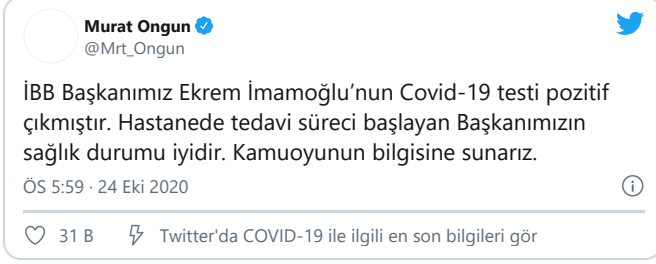 Murat Ongun
@Mrt_Ongun
İBB Başkanımız Ekrem İmamoğlu’nun Covid-19 testi pozitif
çıkmıştır. Hastanede tedavi süreci başlayan Başkanımızın
sağlık durumu iyidir. Kamuoyunun bilgisine sunarız.
ÖS 5:59 · 24 Eki 2020
31 B Twitter'da COVID-19 ile ilgili en son bilgileri gör